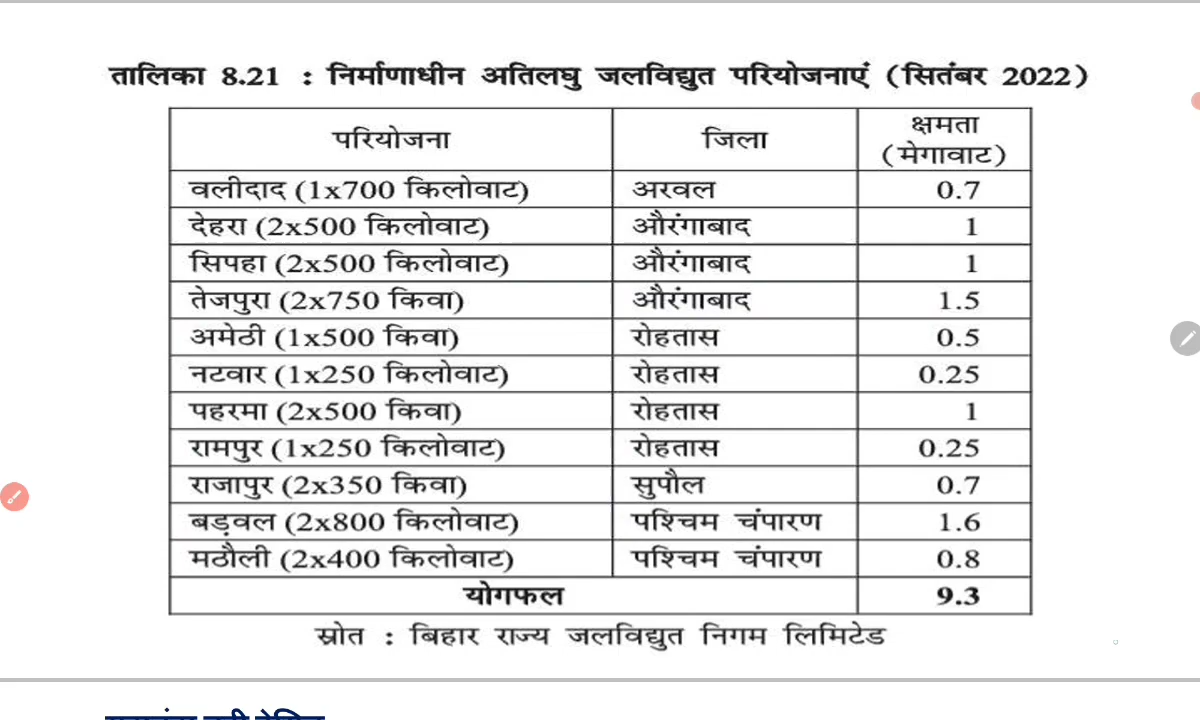 तालिका 8.21 : निर्माणाधीन अतिलघु जलविद्युत परियोजनाएं (सितंबर 2022)
परियोजना जिला क्षमता (मेगावाट)
वलीदाद (1x700 किलोवाट) अरवल 0.7
देहरा (2x500 किलोवाट) औरंगाबाद 1
सिपहा (2x500 किलोवाट) औरंगाबाद 1
तेजपुरा (2x750 किवा) औरंगाबाद 1.5
अमेठी (1x500 किवा) रोहतास 0.5
नटवार (1x250 किलोवाट) रोहतास 0.25
पहरमा (2x500 किवा) रोहतास 1
रामपुर (1x250 किलोवाट) रोहतास 0.25
राजापुर (2x350 किवा) सुपौल 0.7
बड़वल (2x800 किलोवाट) पश्चिम चंपारण 1.6
मठौली (2x400 किलोवाट) पश्चिम चंपारण 0.8
योगफल 9.3
स्रोत : बिहार राज्य जलविद्युत निगम लिमिटेड